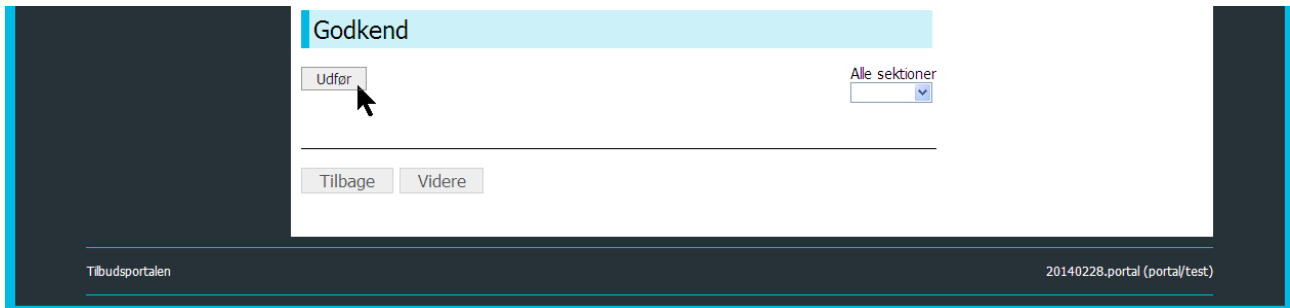 Godkend
Udfør
Alle sektioner
Tilbage Videre
Tilbudsportalen 20140228.portal (portal/test)